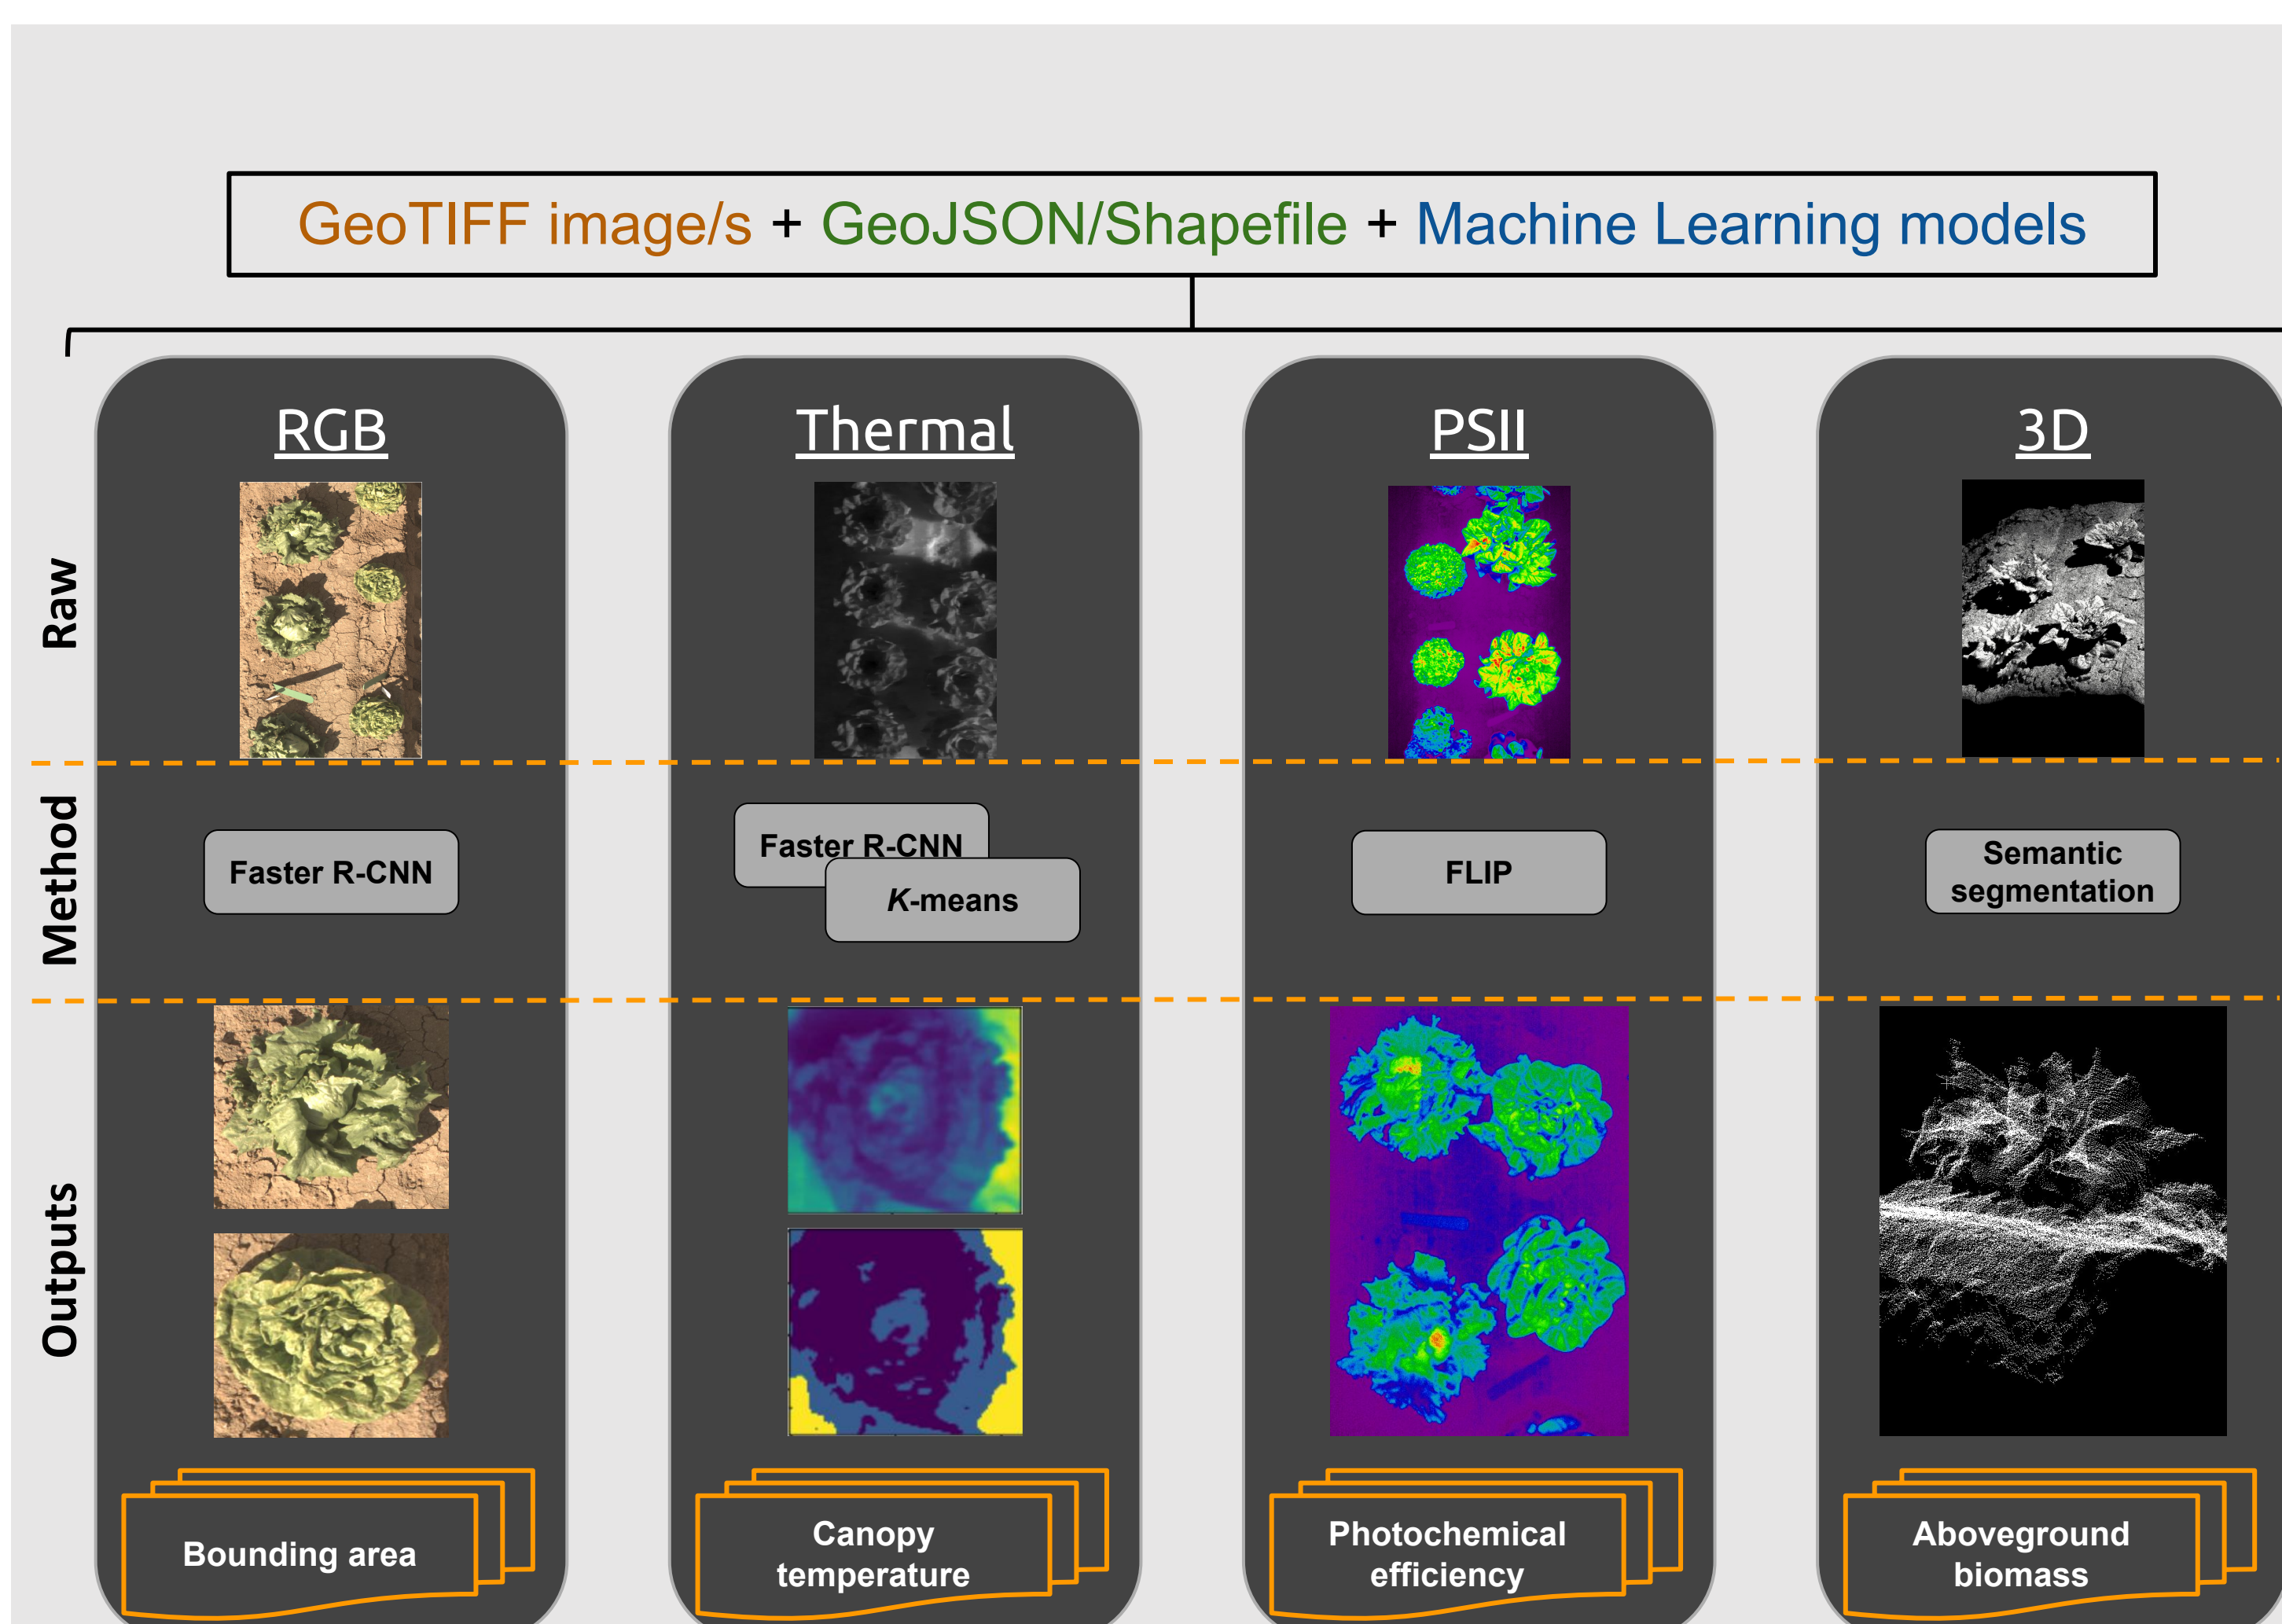 GeoTIFF image/s + GeoJSON/Shapefile + Machine Learning models
RGB
Thermal
PSII
3D
Raw
Method
Faster R-CNN
Faster R-CNN
K-means
FLIP
Semantic
segmentation
Outputs
Bounding area
Canopy
temperature
Photochemical
efficiency
Aboveground
biomass